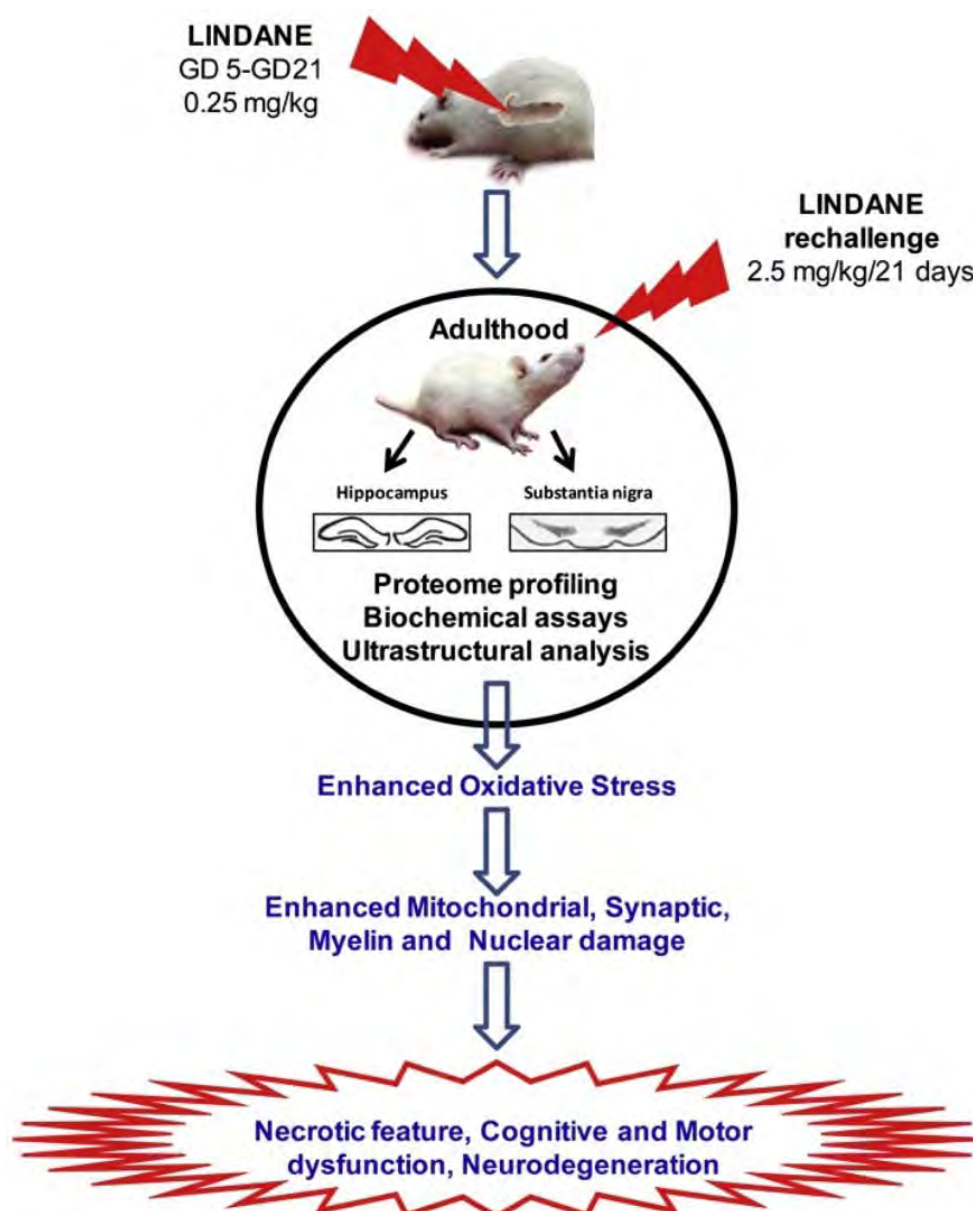 LINDANE
GD 5-GD21
0.25 mg/kg
LINDANE
rechallenge
2.5 mg/kg/21 days
Adulthood
Hippocampus
Substantia nigra
Proteome profiling
Biochemical assays
Ultrastructural analysis
Enhanced Oxidative Stress
Enhanced Mitochondrial, Synaptic,
Myelin and Nuclear damage
Necrotic feature, Cognitive and Motor
dysfunction, Neurodegeneration